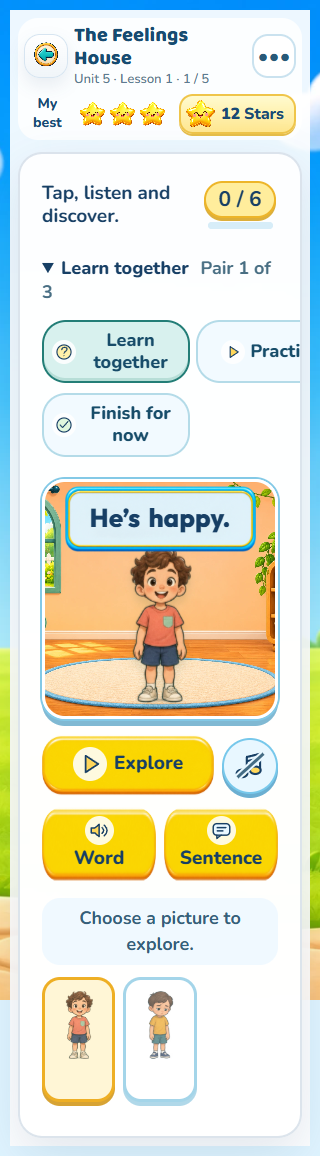 The Feelings
House
Unit 5 · Lesson 1 · 1 / 5
My
best
12 Stars
Tap, listen and
discover.
0 / 6
▼ Learn together Pair 1 of
3
Learn
together
Practi
Finish for
now
He's happy.
Explore
Word
Sentence
Choose a picture to
explore.